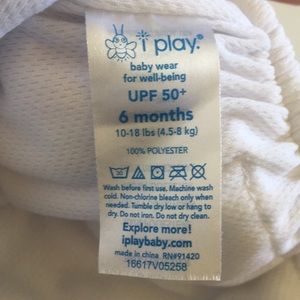 i play.®
baby wear
for well-being
UPF 50+
6 months
10-18 lbs (4.5-8 kg)
100% POLYESTER
Wash before first use. Machine wash
cold. Non-chlorine bleach only when
needed. Tumble dry low or hang to
dry. Do not iron. Do not dry clean.
Explore more!
iplaybaby.com
made in china RN#91420
16617V05258